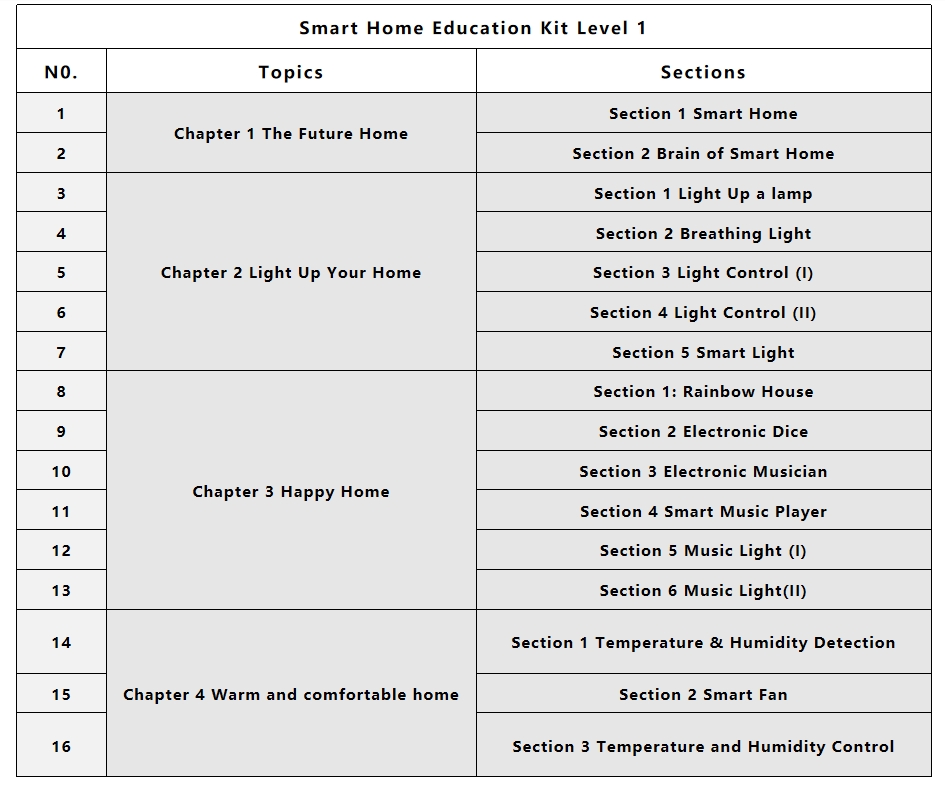 Smart Home Education Kit Level 1
N0. Topics Sections
1 Chapter 1 The Future Home Section 1 Smart Home
2 Section 2 Brain of Smart Home
3 Chapter 2 Light Up Your Home Section 1 Light Up a lamp
4 Section 2 Breathing Light
5 Section 3 Light Control (I)
6 Section 4 Light Control (II)
7 Section 5 Smart Light
8 Chapter 3 Happy Home Section 1: Rainbow House
9 Section 2 Electronic Dice
10 Section 3 Electronic Musician
11 Section 4 Smart Music Player
12 Section 5 Music Light (I)
13 Section 6 Music Light(II)
14 Chapter 4 Warm and comfortable home Section 1 Temperature & Humidity Detection
15 Section 2 Smart Fan
16 Section 3 Temperature and Humidity Control